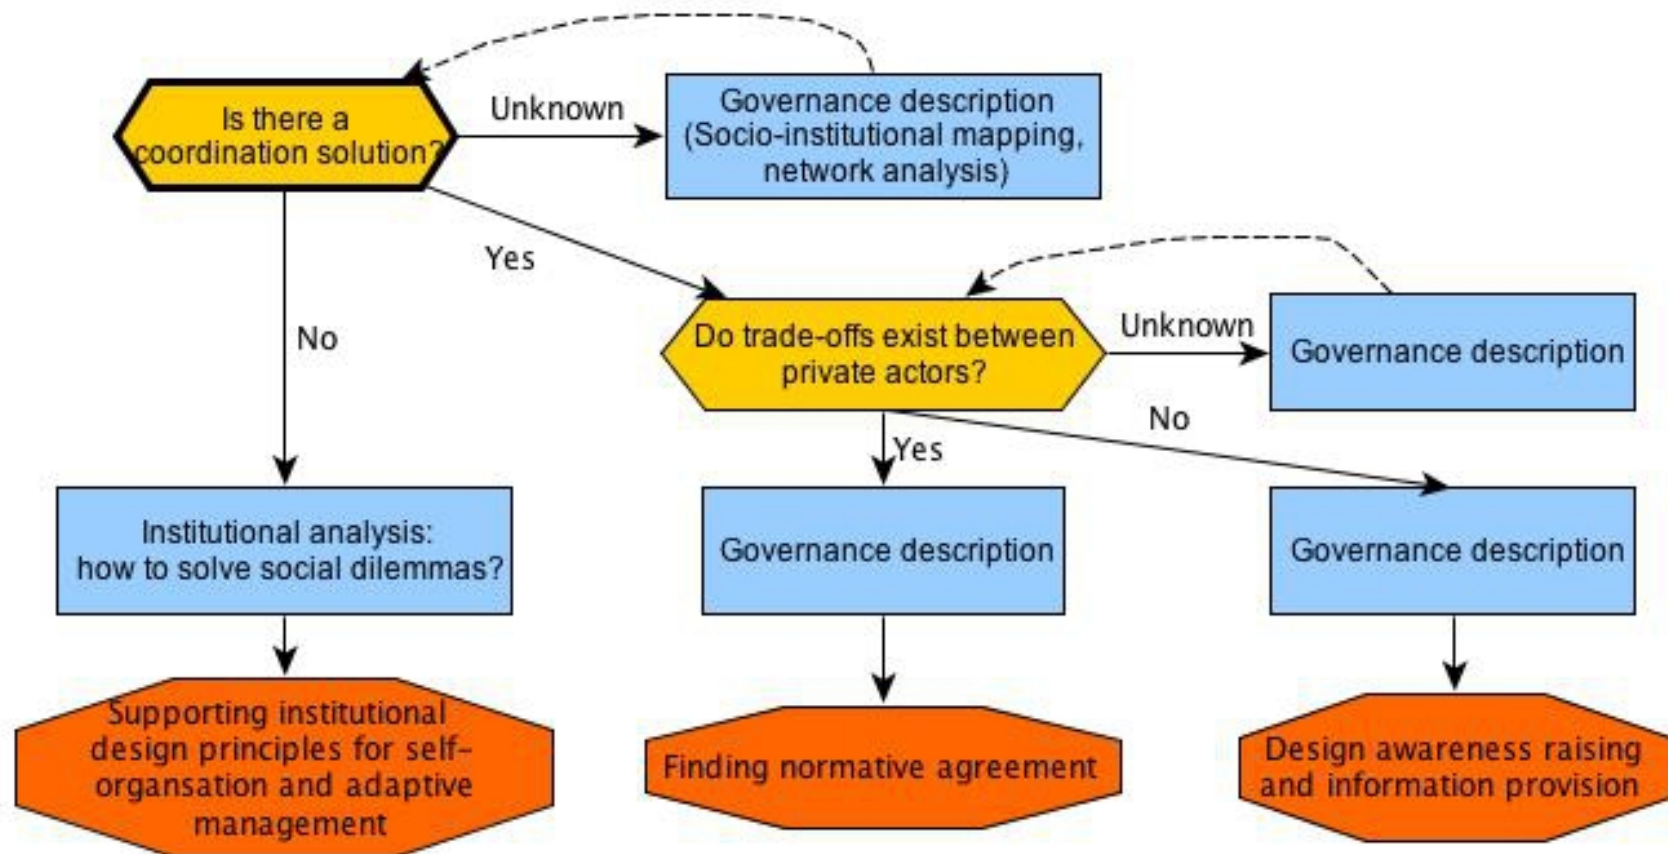 Is there a
coordination solution?
Unknown
Governance description
(Socio-institutional mapping,
network analysis)
Yes
No
Do trade-offs exist between
private actors?
Unknown
Governance description
Yes
No
Institutional analysis:
how to solve social dilemmas?
Governance description
Governance description
Supporting institutional
design principles for self-
organsation and adaptive
management
Finding normative agreement
Design awareness raising
and information provision